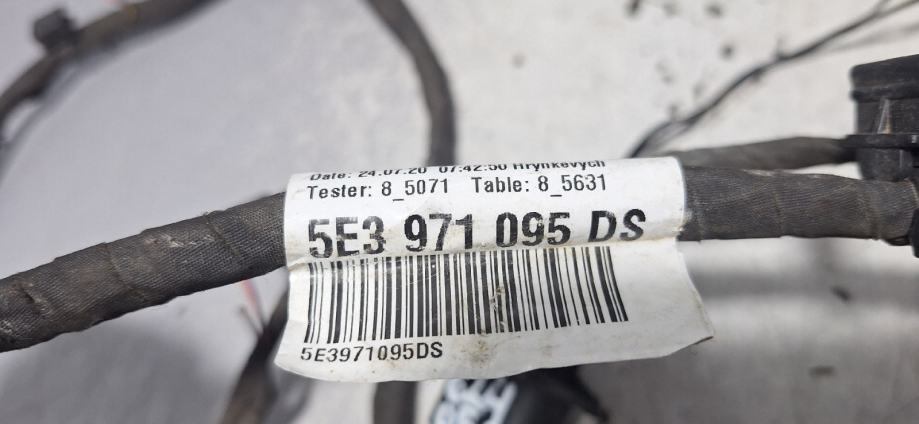 Date: 24.07.20 07:42:50 Hrynkevych
Tester: 8_5071 Table: 8_5631
5E3 971 095 DS
5E3971095DS